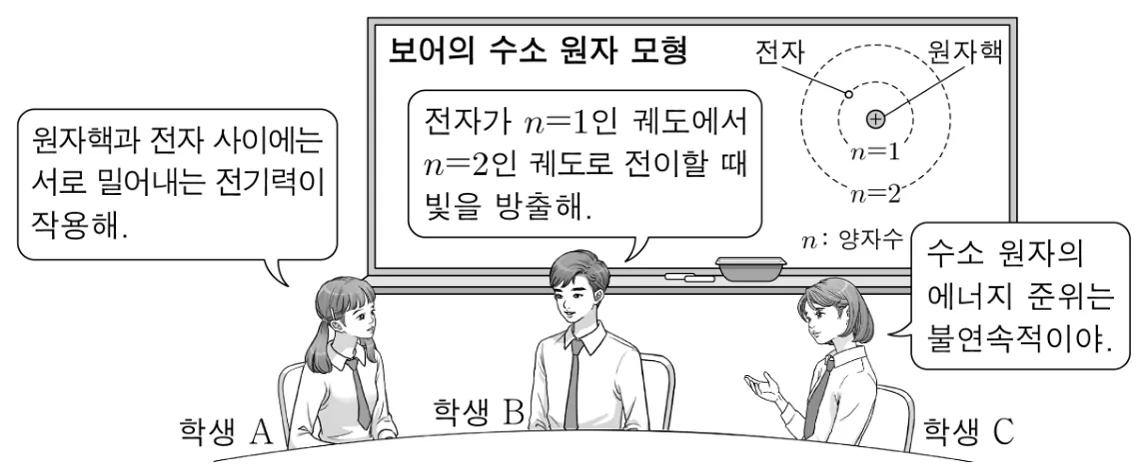 보어의 수소 원자 모형
전자
원자핵
n=1
n=2
n: 양자수
원자핵과 전자 사이에는
서로 밀어내는 전기력이
작용해.
전자가 n=1인 궤도에서
n=2인 궤도로 전이할 때
빛을 방출해.
수소 원자의
에너지 준위는
불연속적이야.
학생 A
학생 B
학생 C